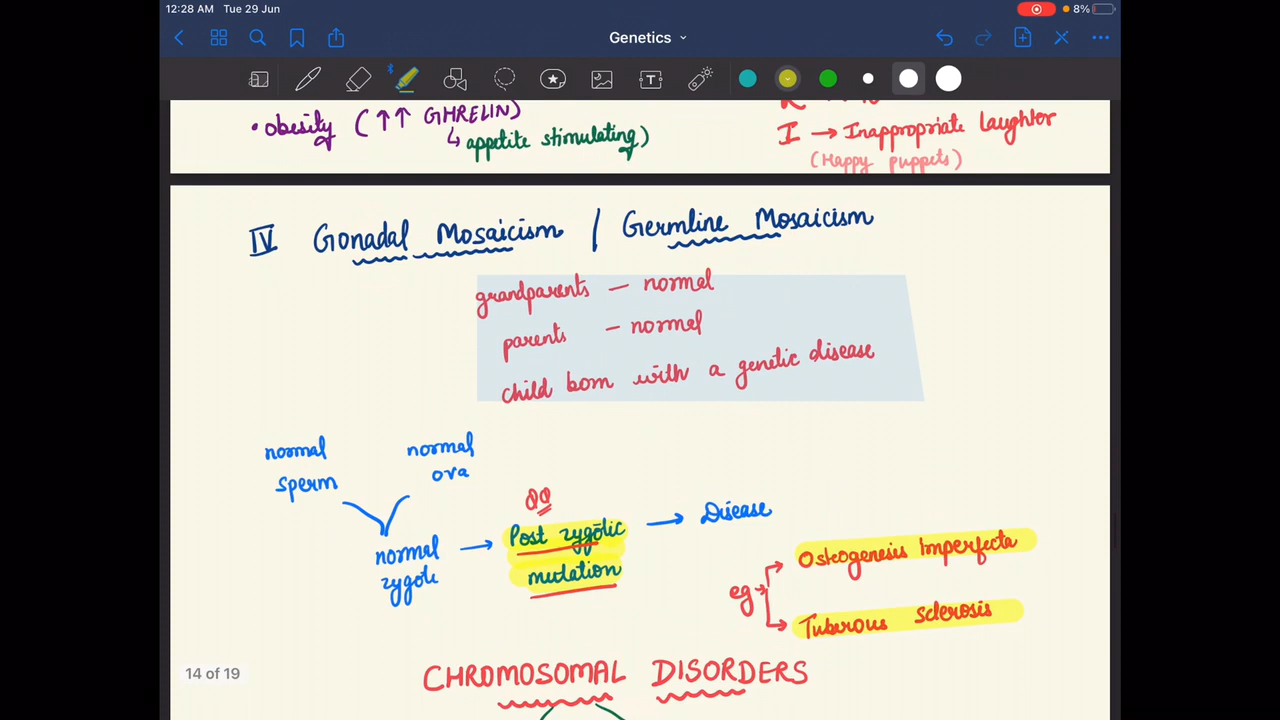 12:28 AM Tue 29 Jun
8%
Genetics
• obesity (↑↑ GHRELIN)
↳ appetite stimulating)
I → Inappropriate laughter
(Happy puppets)
IV Gonadal Mosaicism / Germline Mosaicism
grandparents – normal
parents – normal
child born with a genetic disease
normal sperm
normal ova
normal zygote → Post zygotic mutation → Disease
QQ
eg → Osteogenesis Imperfecta
→ Tuberous sclerosis
14 of 19
CHROMOSOMAL DISORDERS